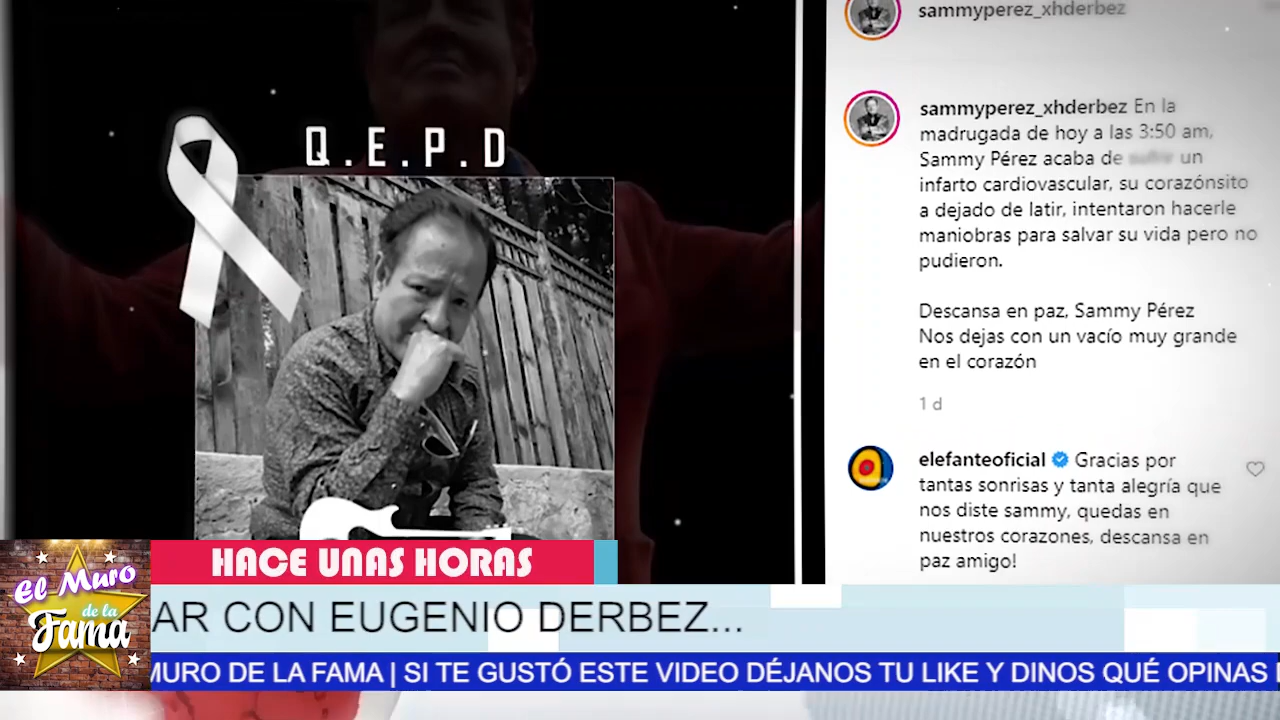 sammyperez_xhderbez
sammyperez_xhderbez En la
madrugada de hoy a las 3:50 am,
Sammy Pérez acaba de un
infarto cardiovascular, su corazónsito
a dejado de latir, intentaron hacerle
maniobras para salvar su vida pero no
pudieron.
Descansa en paz, Sammy Pérez
Nos dejas con un vacío muy grande
en el corazón
1 d
elefanteoficial Gracias por
tantas sonrisas y tanta alegría que
nos diste sammy, quedas en
nuestros corazones, descansa en
paz amigo!
Q.E.P.D
HACE UNAS HORAS
El Muro
de la
Fama
AR CON EUGENIO DERBEZ...
MURO DE LA FAMA | SI TE GUSTÓ ESTE VIDEO DÉJANOS TU LIKE Y DINOS QUÉ OPINAS